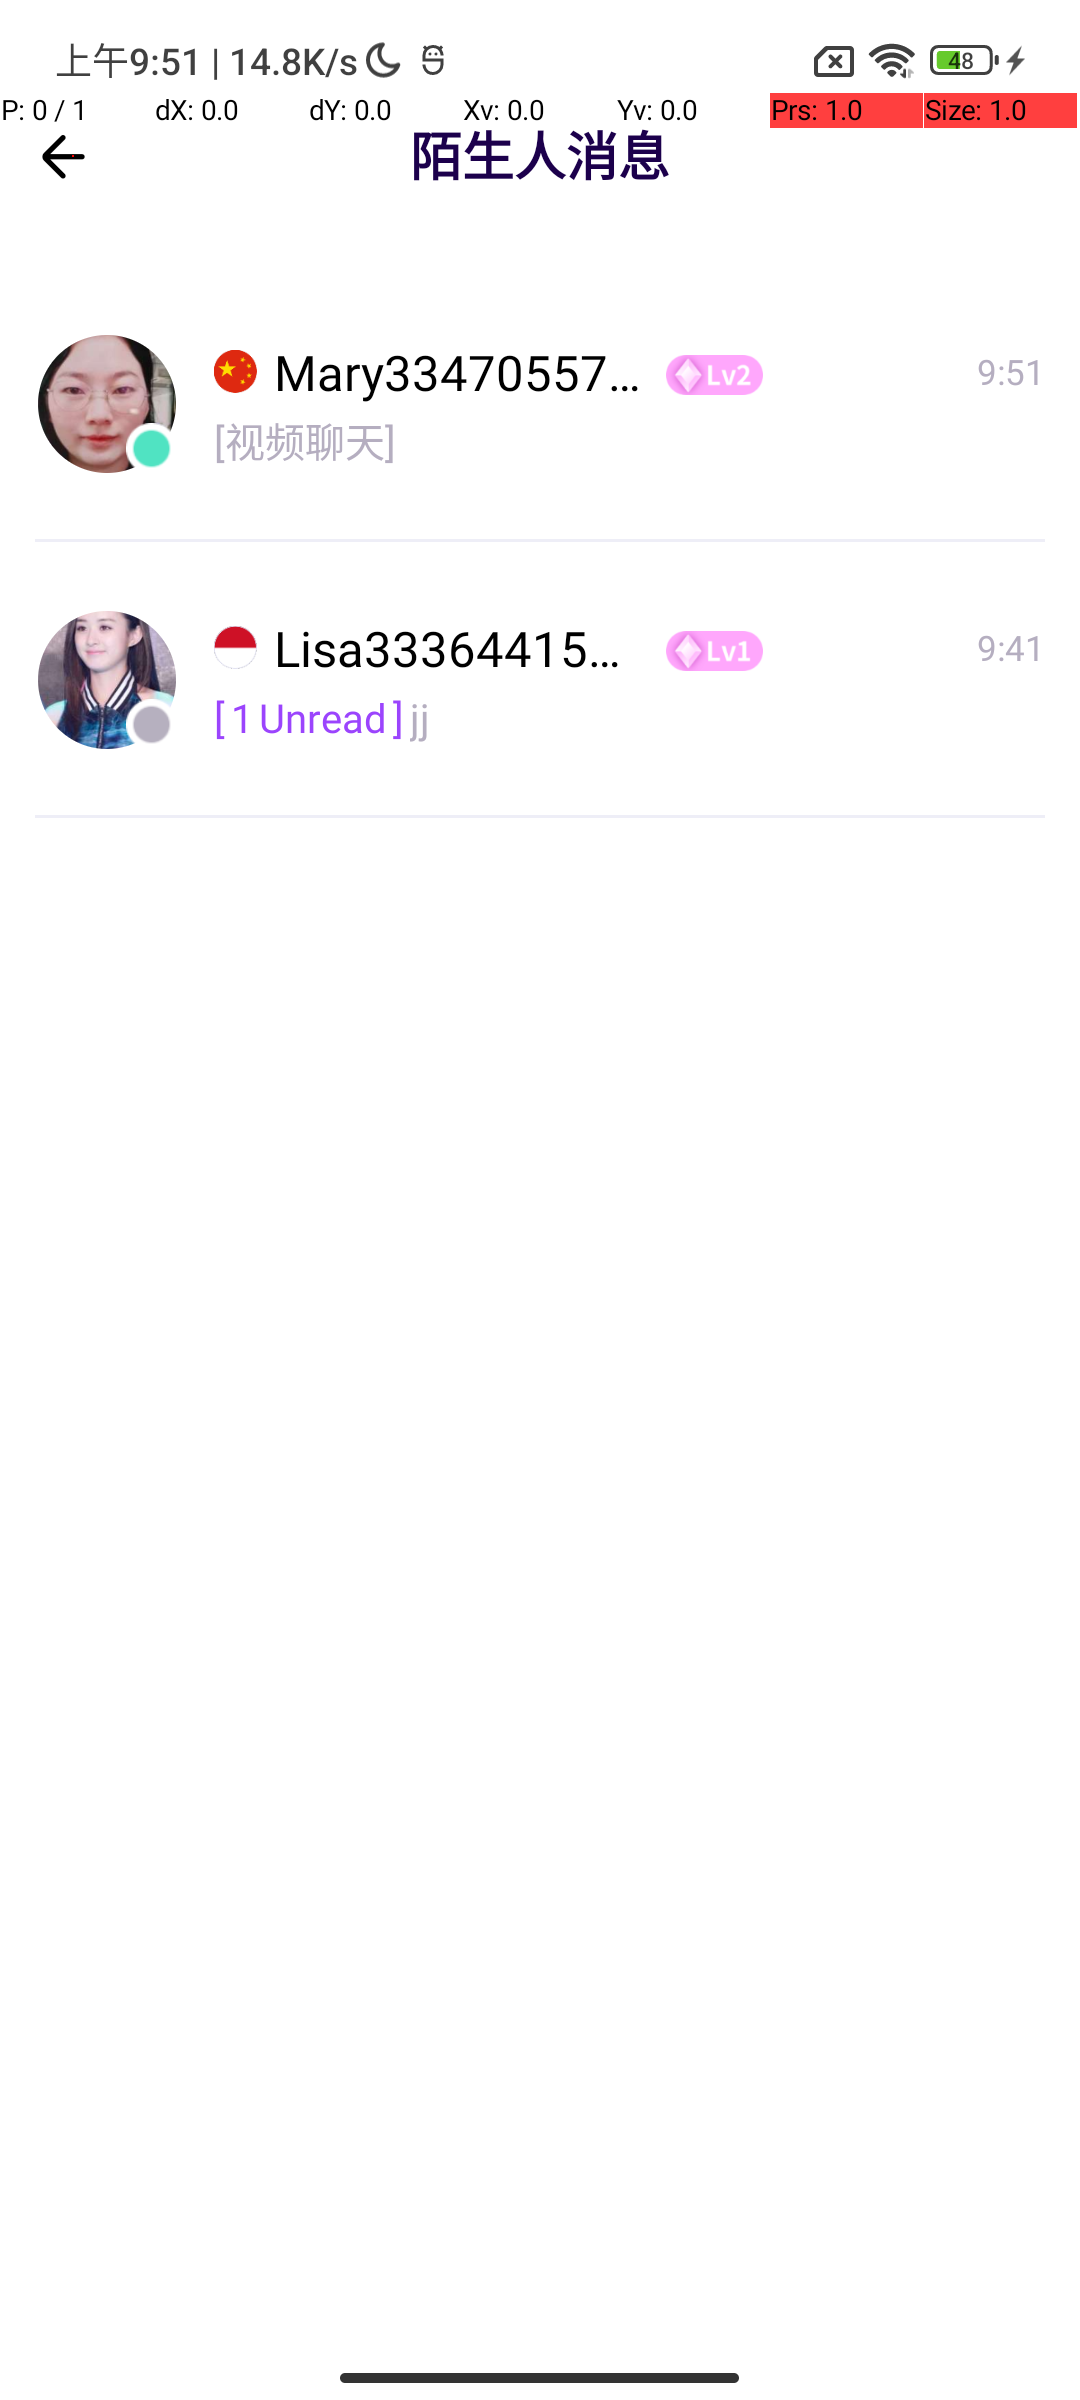 上午9:51 | 14.8K/s 48
P: 0 / 1 dX: 0.0 dY: 0.0 Xv: 0.0 Yv: 0.0 Prs: 1.0 Size: 1.0
陌生人消息
Mary33470557... Lv2 9:51
[视频聊天]
Lisa33364415... Lv1 9:41
[ 1 Unread ] jj